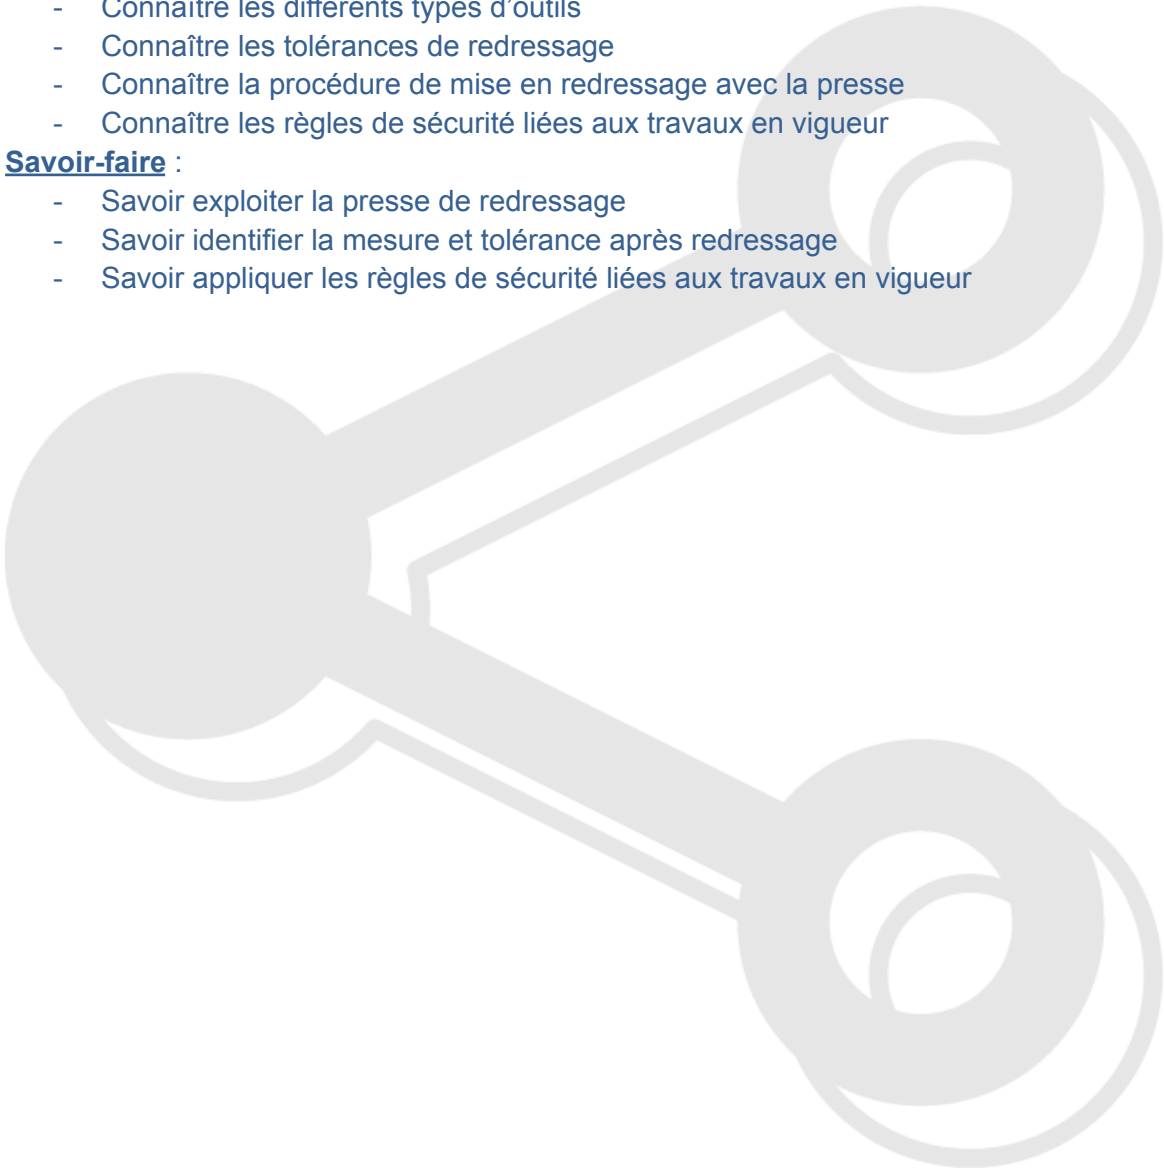 - Connaître les différents types d’outils
- Connaître les tolérances de redressage
- Connaître la procédure de mise en redressage avec la presse
- Connaître les règles de sécurité liées aux travaux en vigueur
Savoir-faire :
- Savoir exploiter la presse de redressage
- Savoir identifier la mesure et tolérance après redressage
- Savoir appliquer les règles de sécurité liées aux travaux en vigueur